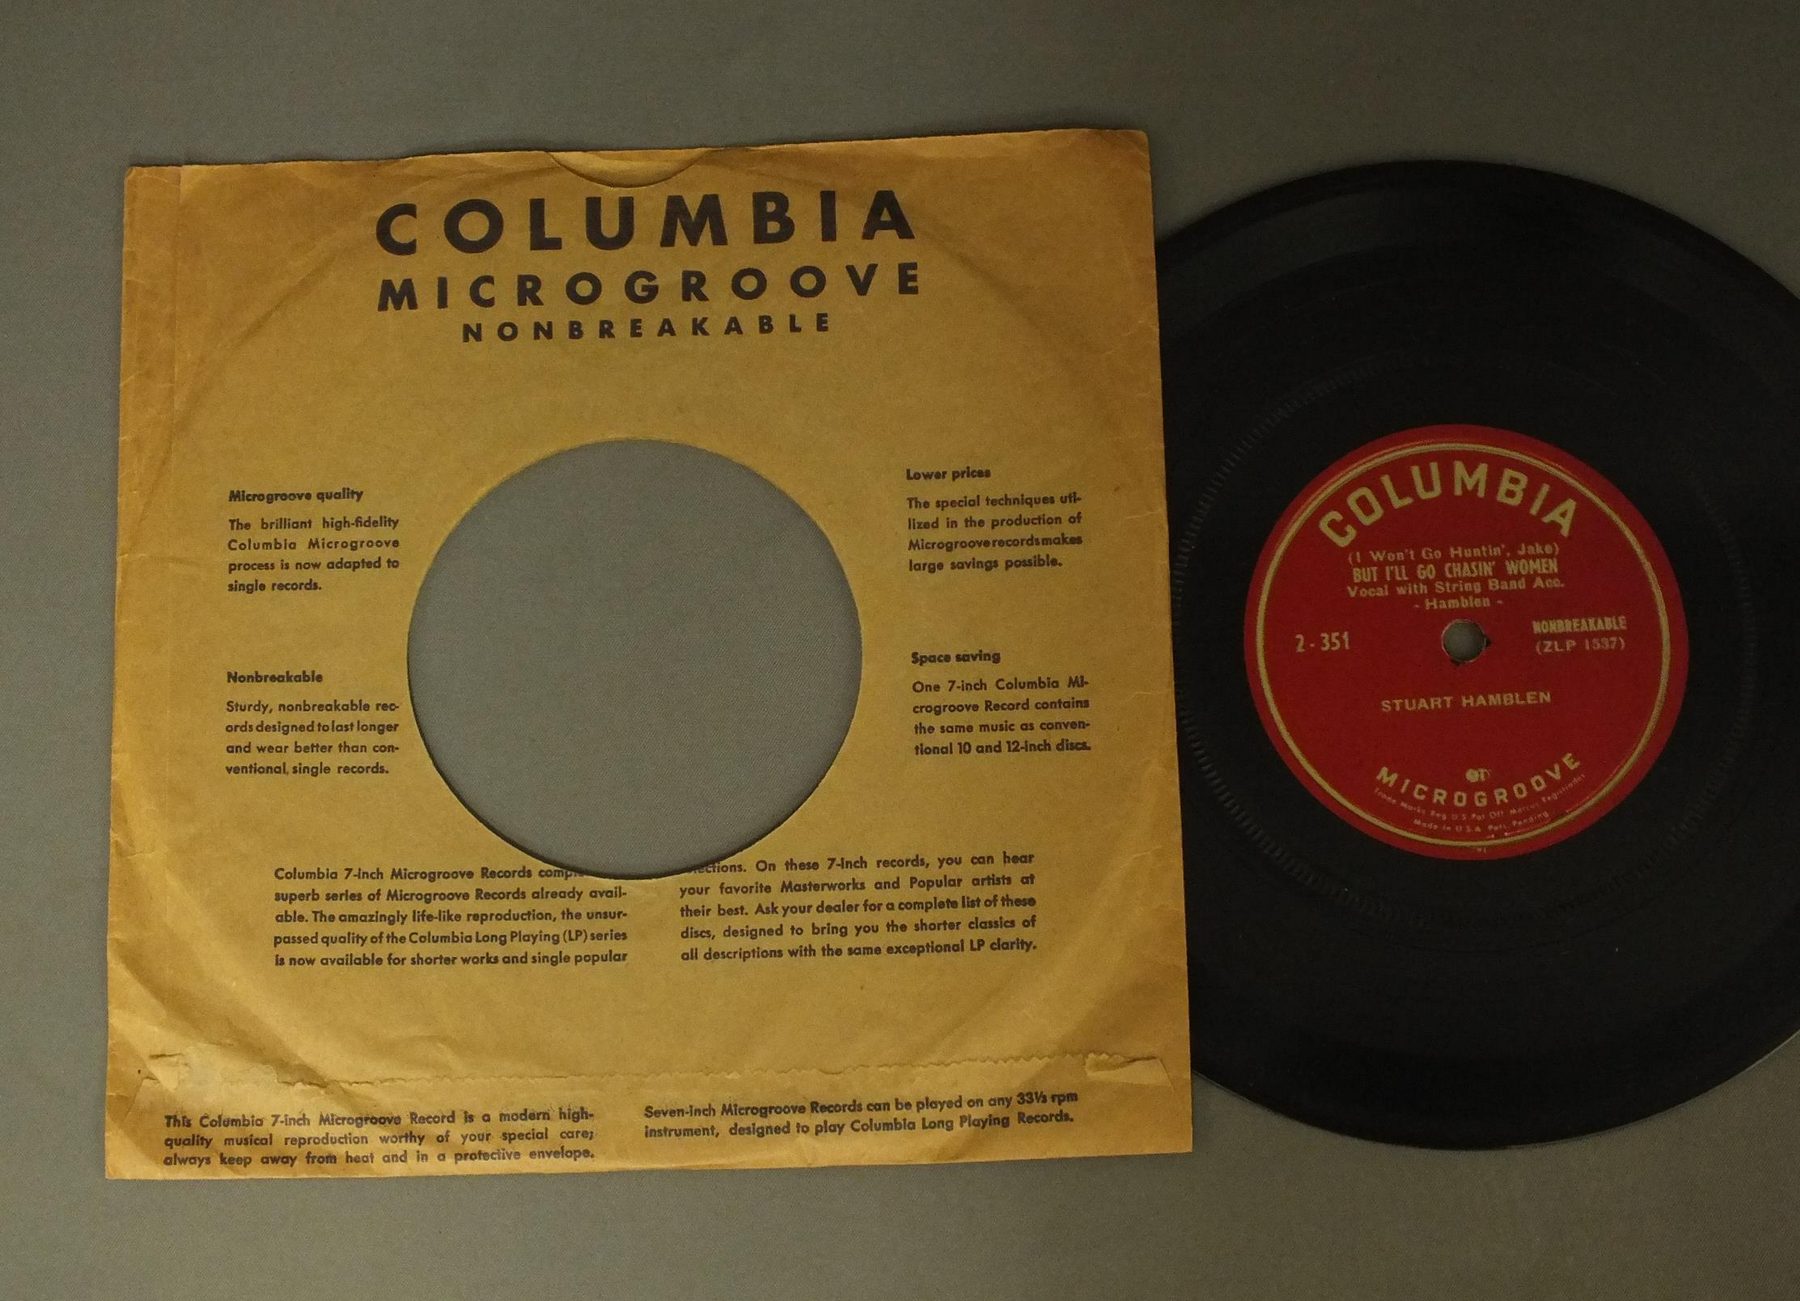 COLUMBIA
MICROGROOVE
NONBREAKABLE
Microgroove quality
The brilliant high-fidelity
Columbia Microgroove
process is now adapted to
single records.
Nonbreakable
Sturdy, nonbreakable rec-
ords designed to last longer
and wear better than con-
ventional, single records.
Lower prices
The special techniques uti-
lized in the production of
Microgroove records makes
large savings possible.
Space saving
One 7-inch Columbia Mi-
crogroove Record contains
the same music as conven-
tional 10 and 12-inch discs.
Columbia 7-inch Microgroove Records
superb series of Microgroove Records already avail-
able. The amazingly life-like reproduction, the unsur-
passed quality of the Columbia Long Playing (LP) series
is now available for shorter works and single popular
On these 7-inch records, you can hear
your favorite Masterworks and Popular artists at
their best. Ask your dealer for a complete list of these
discs, designed to bring you the shorter classics of
all descriptions with the same exceptional LP clarity.
This Columbia 7-inch Microgroove Record is a modern high-
quality musical reproduction worthy of your special care;
always keep away from heat and in a protective envelope.
Seven-inch Microgroove Records can be played on any 33⅓ rpm
instrument, designed to play Columbia Long Playing Records.
COLUMBIA
(I Won't Go Huntin', Jake)
BUT I'LL GO CHASIN' WOMEN
Vocal with String Band Acc.
- Hamblen -
2-351
NONBREAKABLE
(ZLP 1537)
STUART HAMBLEN
MICROGROOVE
Trade Marks Reg. U.S. Pat. Off. Marcas Registradas
Made in U.S.A. Pats. Pending